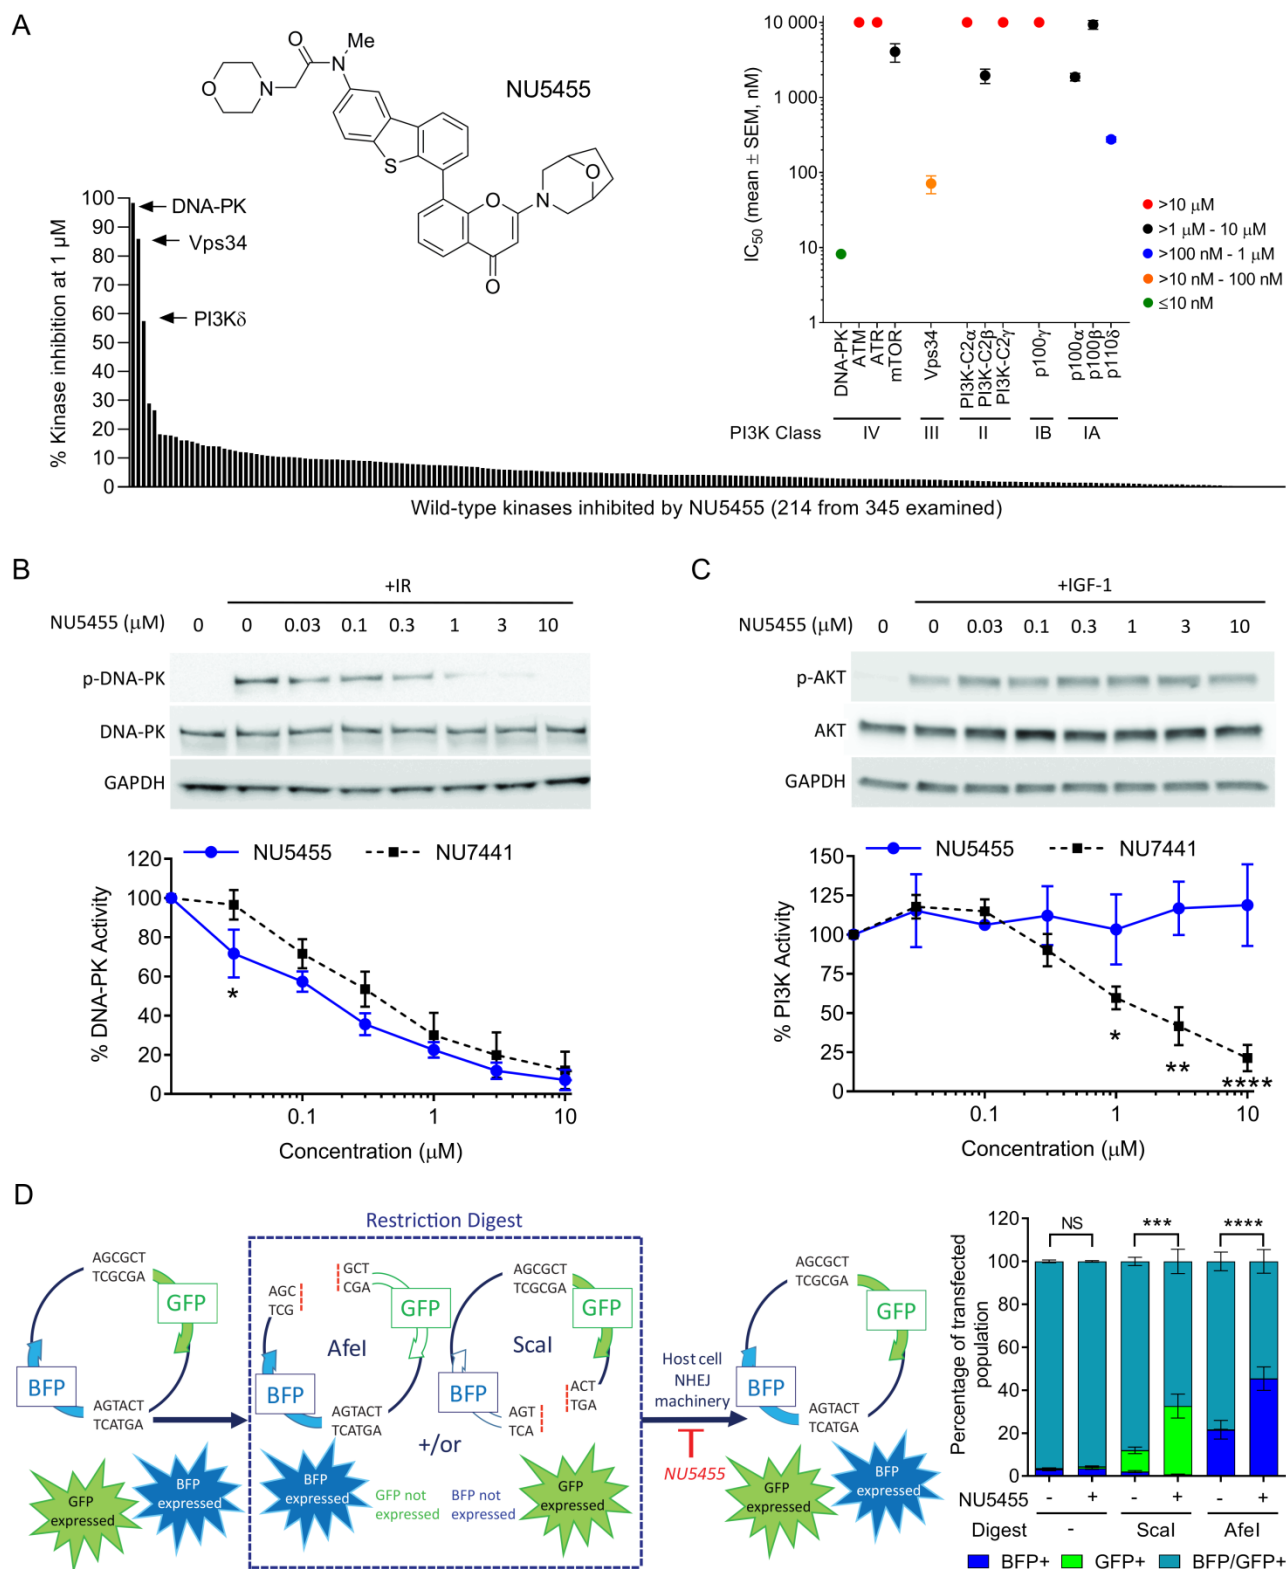 A
O
N
O
N
Me
S
O
N
O
O
NU5455
100
90
80
70
60
50
40
30
20
10
0
% Kinase inhibition at 1 µM
DNA-PK
Vps34
PI3Kδ
Wild-type kinases inhibited by NU5455 (214 from 345 examined)
10 000
1 000
100
10
1
IC50 (mean ± SEM, nM)
>10 µM
>1 µM - 10 µM
>100 nM - 1 µM
>10 nM - 100 nM
≤10 nM
DNA-PK
ATM
ATR
mTOR
Vps34
PI3K-C2α
PI3K-C2β
PI3K-C2γ
p100γ
p100α
p100β
p110δ
PI3K Class IV III II IB IA
B
+IR
NU5455 (µM) 0 0 0.03 0.1 0.3 1 3 10
p-DNA-PK
DNA-PK
GAPDH
NU5455 NU7441
120
100
80
60
40
20
0
% DNA-PK Activity
*
0.1 1 10
Concentration (µM)
C
+IGF-1
NU5455 (µM) 0 0 0.03 0.1 0.3 1 3 10
p-AKT
AKT
GAPDH
NU5455 NU7441
150
125
100
75
50
25
0
% PI3K Activity
*
**
****
0.1 1 10
Concentration (µM)
D
AGCGCT
TCGCGA
GFP
BFP
AGTACT
TCATGA
GFP
expressed
BFP
expressed
Restriction Digest
AGC
TCG
GCT
CGA
GFP
AfeI
BFP
AGTACT
TCATGA
BFP
expressed
GFP not
expressed
+/or
AGCGCT
TCGCGA
GFP
ScaI
BFP
ACT
TGA
AGT
TCA
BFP not
expressed
GFP
expressed
Host cell
NHEJ
machinery
NU5455
AGCGCT
TCGCGA
GFP
BFP
AGTACT
TCATGA
GFP
expressed
BFP
expressed
120
100
80
60
40
20
0
Percentage of transfected
population
NS *** ****
NU5455 - + - + - +
Digest - ScaI AfeI
BFP+ GFP+ BFP/GFP+